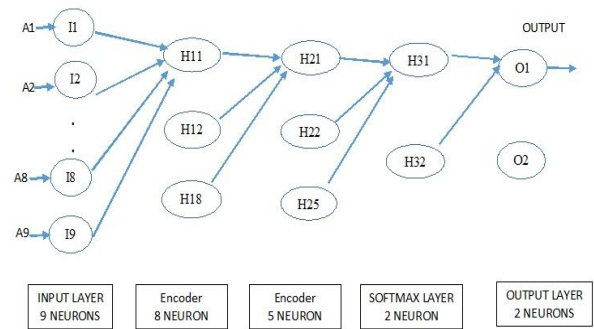 A1 I1 H11 H21 H31 OUTPUT
O1
A2 I2
H12 H22 H32 O2
A8 I8
H18 H25
A9 I9
INPUT LAYER
9 NEURONS
Encoder
8 NEURON
Encoder
5 NEURON
SOFTMAX LAYER
2 NEURON
OUTPUT LAYER
2 NEURONS